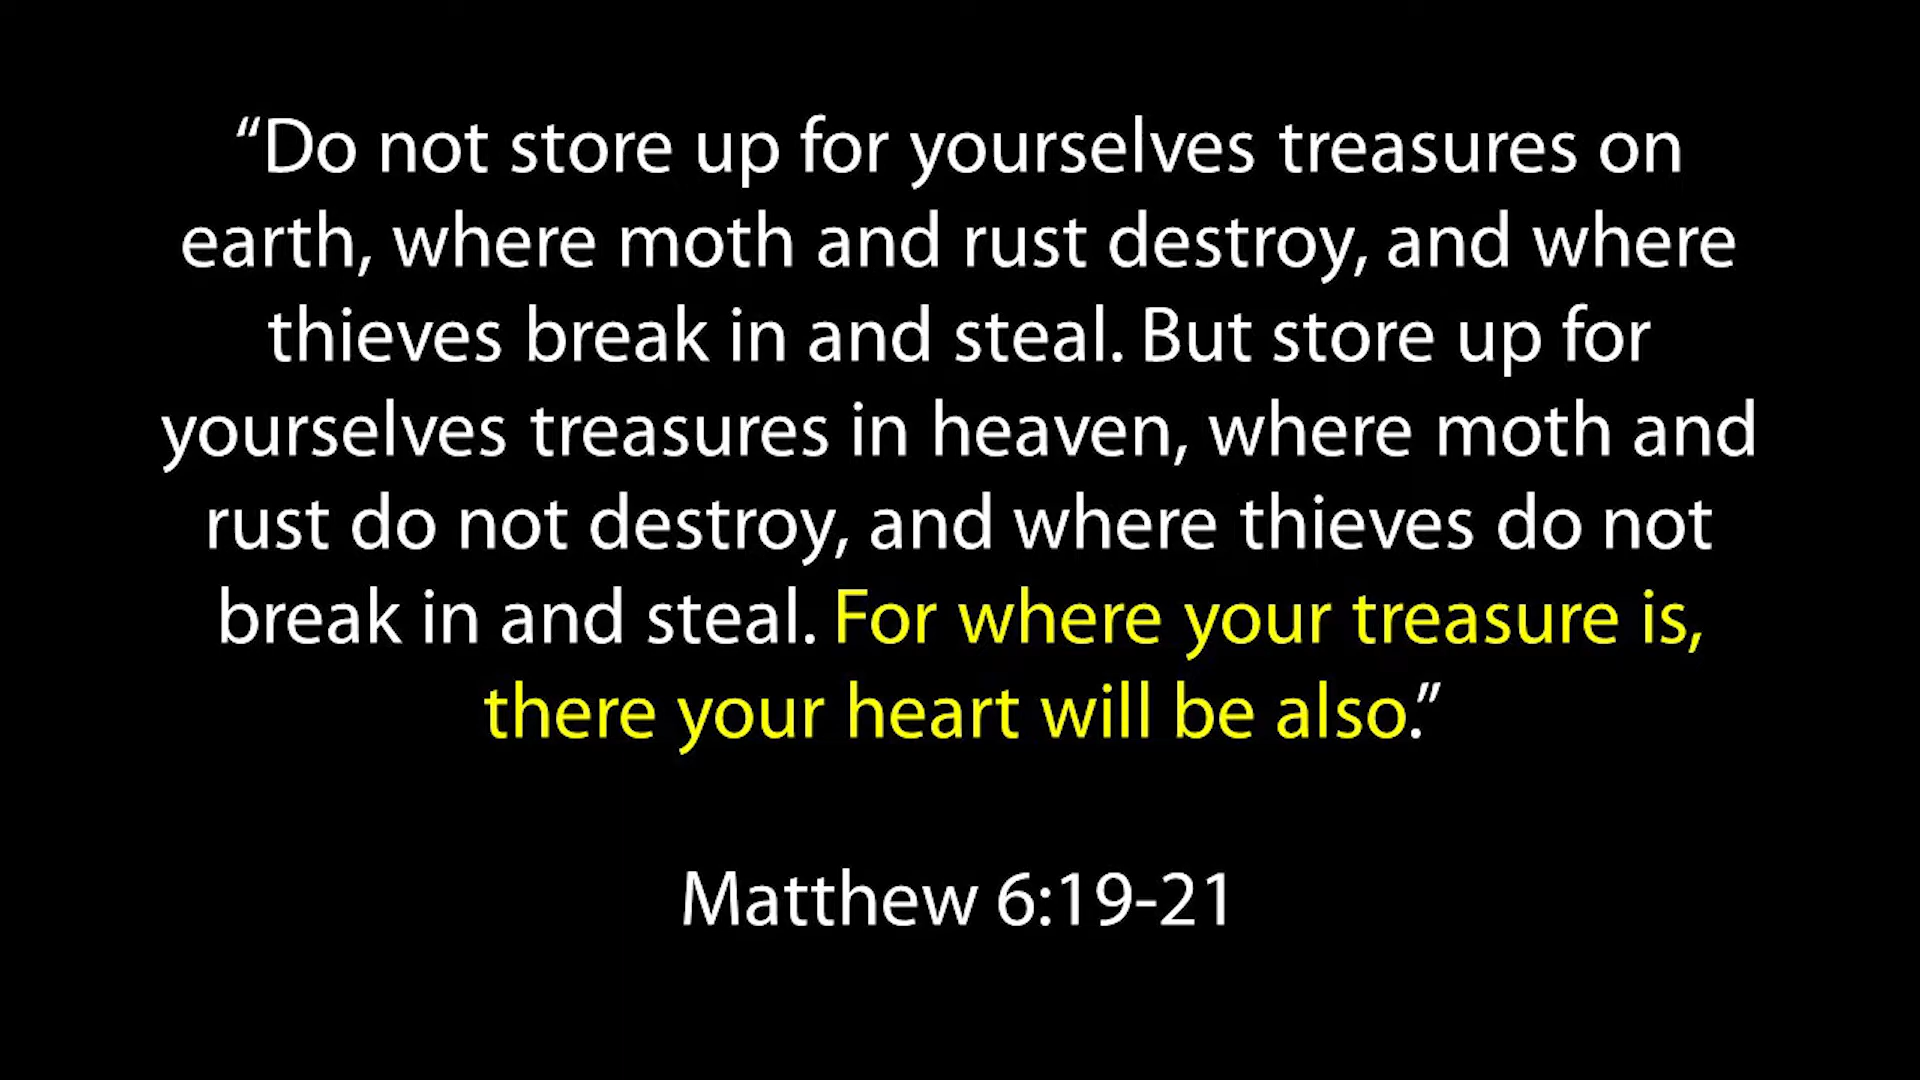 “Do not store up for yourselves treasures on
earth, where moth and rust destroy, and where
thieves break in and steal. But store up for
yourselves treasures in heaven, where moth and
rust do not destroy, and where thieves do not
break in and steal. For where your treasure is,
there your heart will be also.”
Matthew 6:19-21